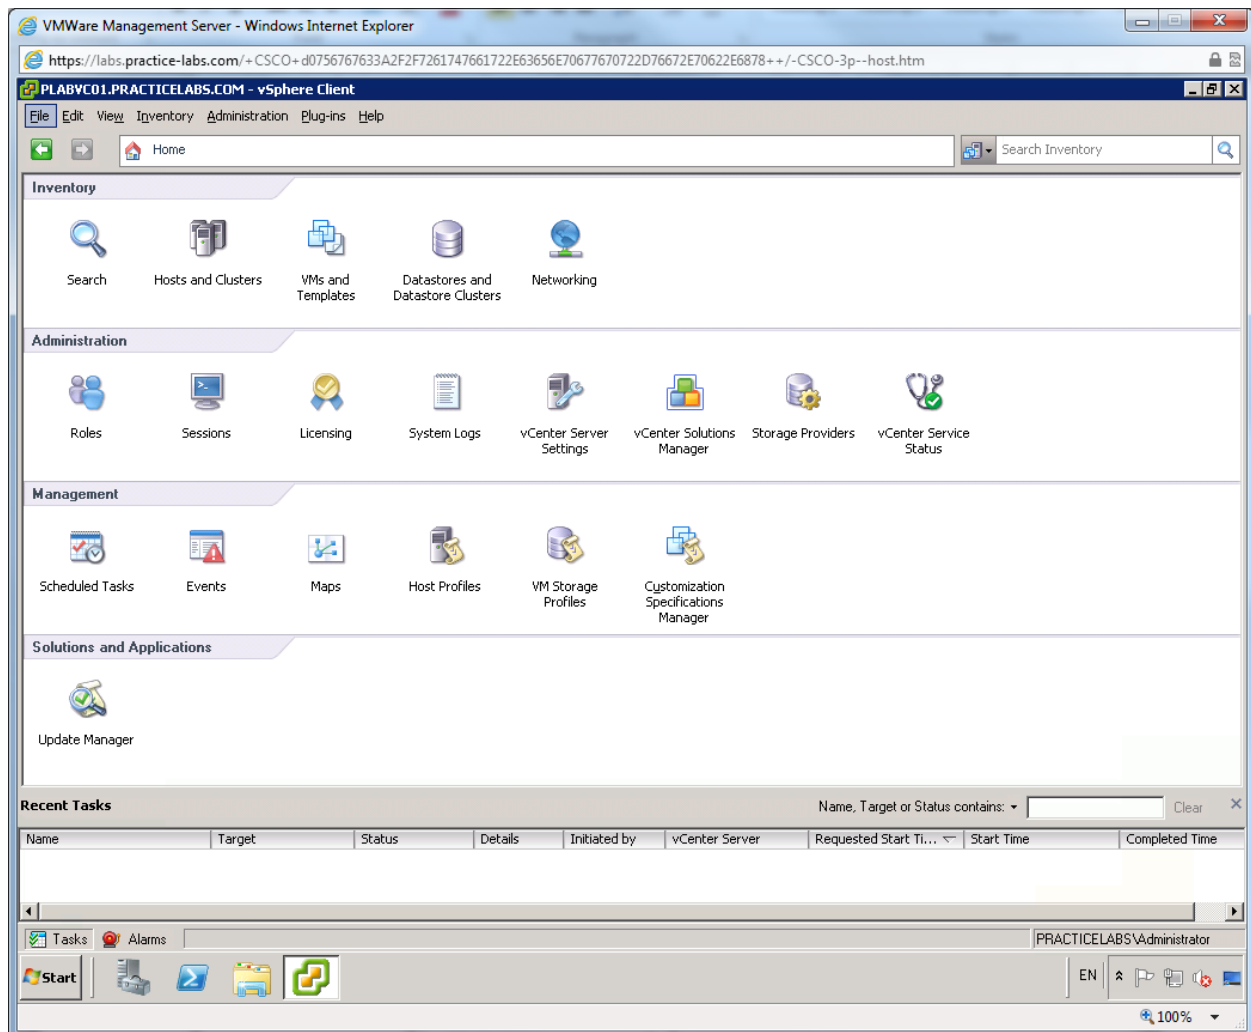 VMWare Management Server - Windows Internet Explorer
https://labs.practice-labs.com/+CSCO+d0756767633A2F2F7261747661722E63656E70677670722D76672E70622E6878++/-CSCO-3p--host.htm
PLABVC01.PRACTICELABS.COM - vSphere Client
File Edit View Inventory Administration Plug-ins Help
Home
Search Inventory
Inventory
Search
Hosts and Clusters
VMs and
Templates
Datastores and
Datastore Clusters
Networking
Administration
Roles
Sessions
Licensing
System Logs
vCenter Server
Settings
vCenter Solutions
Manager
Storage Providers
vCenter Service
Status
Management
Scheduled Tasks
Events
Maps
Host Profiles
VM Storage
Profiles
Customization
Specifications
Manager
Solutions and Applications
Update Manager
Recent Tasks
Name, Target or Status contains:
Clear
Name Target Status Details Initiated by vCenter Server Requested Start Ti... Start Time Completed Time
Tasks Alarms
PRACTICELABS\Administrator
Start
EN
100%